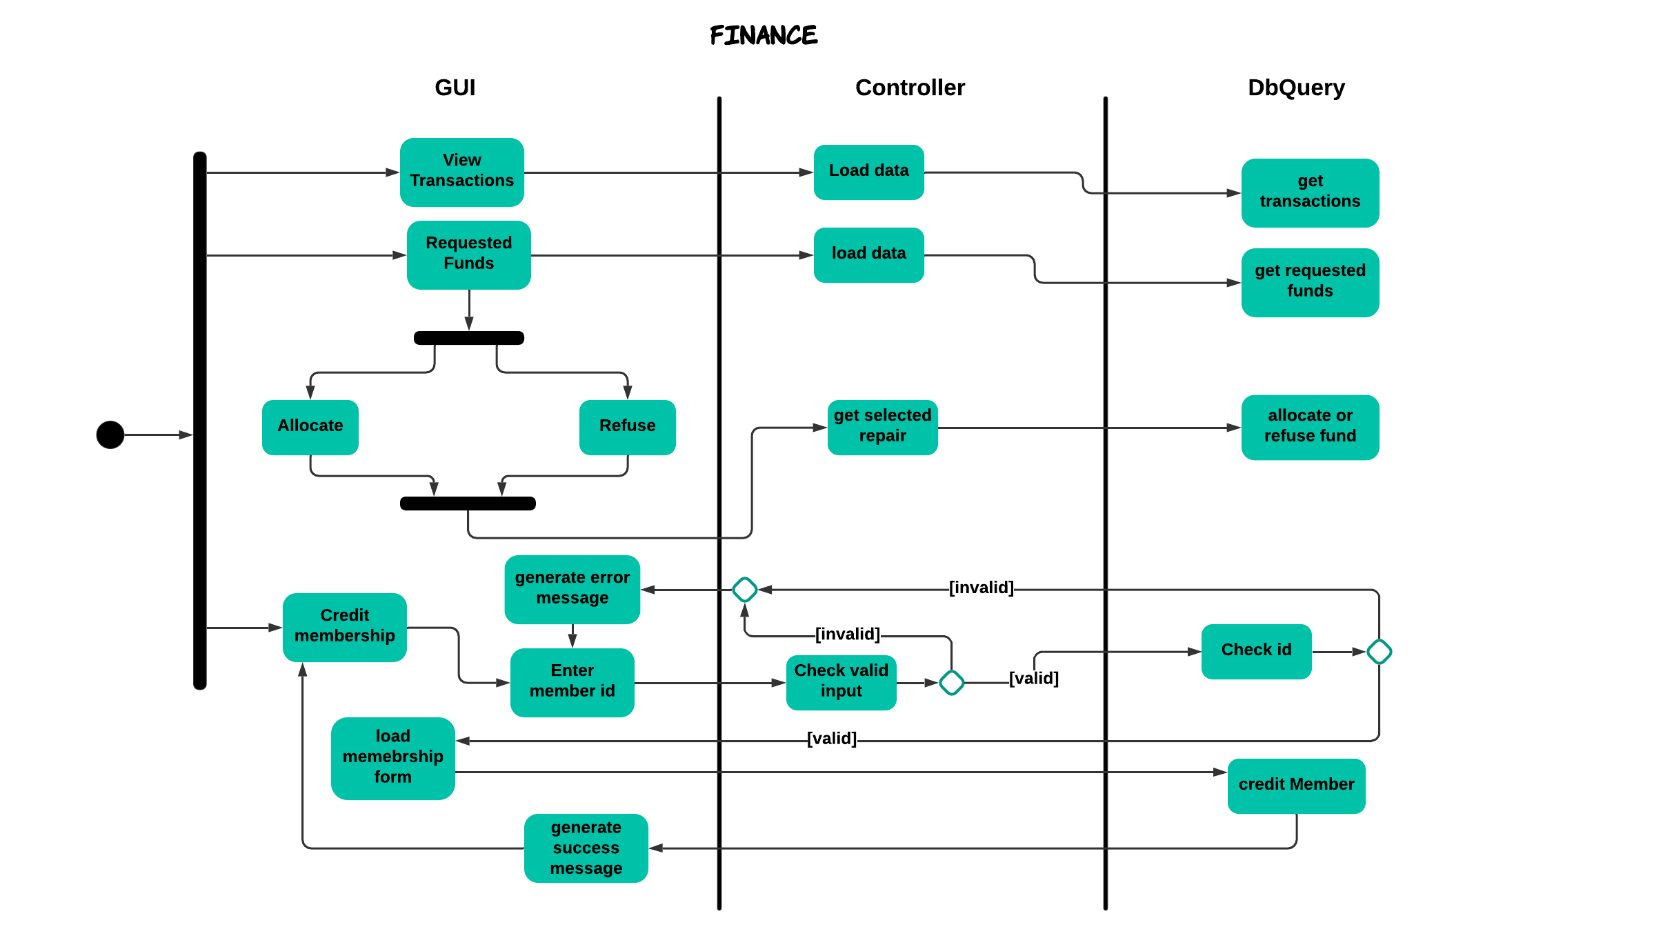 FINANCE
GUI
Controller
DbQuery
View
Transactions
Load data
get
transactions
Requested
Funds
load data
get requested
funds
Allocate
Refuse
get selected
repair
allocate or
refuse fund
generate error
message
[invalid]
Credit
membership
[invalid]
Enter
member id
Check valid
input
[valid]
Check id
load
memebrship
form
[valid]
credit Member
generate
success
message